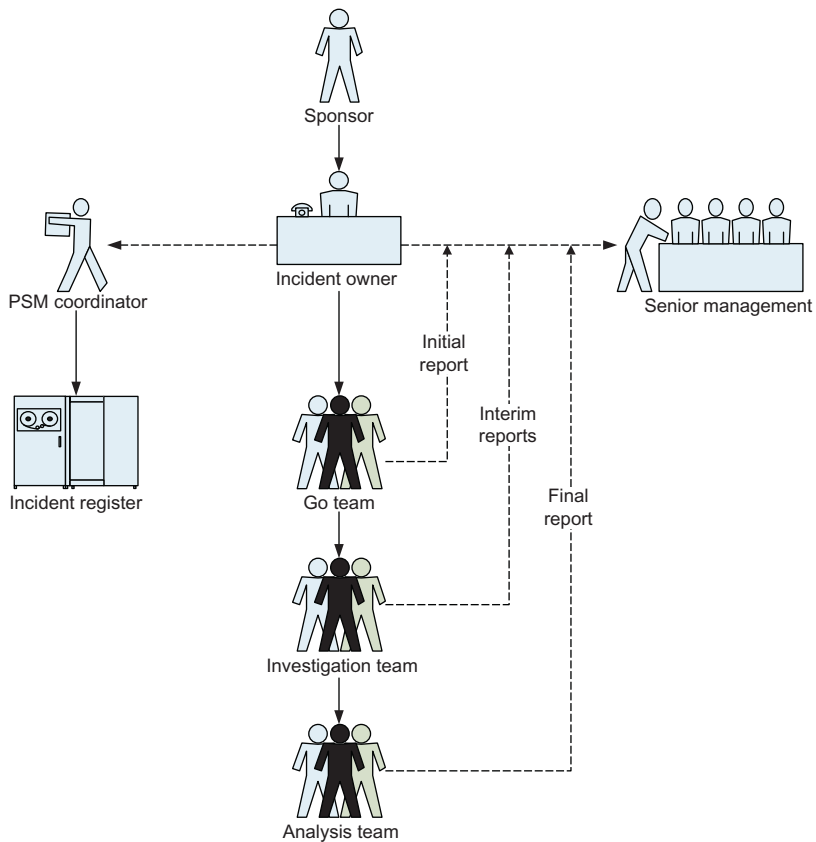 Sponsor
Incident owner
PSM coordinator
Senior management
Initial
report
Interim
reports
Incident register
Go team
Final
report
Investigation team
Analysis team